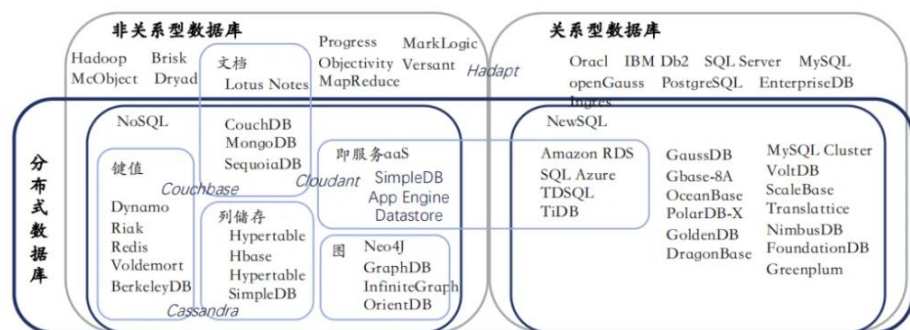 非关系型数据库
关系型数据库
Hadoop Brisk
McObject Dryad
文档
Lotus Notes
Progress MarkLogic
Objectivity Versant
MapReduce
Hadapt
Oracl IBM Db2 SQL Server MySQL
openGauss PostgreSQL EnterpriseDB
Ingres
分布式数据库
NoSQL
CouchDB
MongoDB
SequoiaDB
键值
Couchbase
Dynamo
Riak
Redis
Voldemort
BerkeleyDB
Cassandra
列储存
Hypertable
Hbase
Hypertable
SimpleDB
Cloudant
即服务aaS
SimpleDB
App Engine
Datastore
图
Neo4J
GraphDB
InfiniteGraph
OrientDB
NewSQL
Amazon RDS
SQL Azure
TDSQL
TiDB
GaussDB
Gbase-8A
OceanBase
PolarDB-X
GoldenDB
DragonBase
MySQL Cluster
VoltDB
ScaleBase
Translattice
NimbusDB
FoundationDB
Greenplum